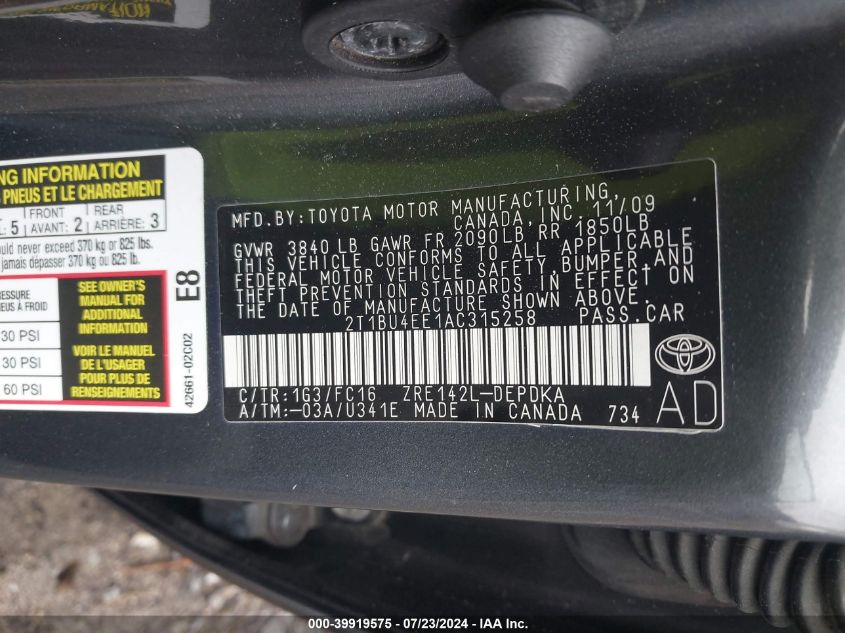 NG INFORMATION
PNEUS ET LE CHARGEMENT
5 FRONT AVANT: 2 REAR ARRIÈRE: 3
ould never exceed 370 kg or 825 lbs.
jamais dépasser 370 kg ou 825 lb.
E8
RESSURE
NEUS À FROID
30 PSI
30 PSI
60 PSI
SEE OWNER'S
MANUAL FOR
ADDITIONAL
INFORMATION
VOIR LE MANUEL
DE L'USAGER
POUR PLUS DE
RENSEIGNEMENTS
42661-02C02
MFD.BY:TOYOTA MOTOR MANUFACTURING,
CANADA,INC. 11/09
GVWR 3840 LB GAWR FR 2090LB RR 1850LB
THIS VEHICLE CONFORMS TO ALL APPLICABLE
FEDERAL MOTOR VEHICLE SAFETY,BUMPER,AND
THEFT PREVENTION STANDARDS IN EFFECT ON
THE DATE OF MANUFACTURE SHOWN ABOVE.
2T1BU4EE1AC315258 PASS.CAR
C/TR:1G3/FC16 ZRE142L-DEPDKA
A/TM:-03A/U341E MADE IN CANADA 734
AD
000-39919575 - 07/23/2024 - IAA Inc.